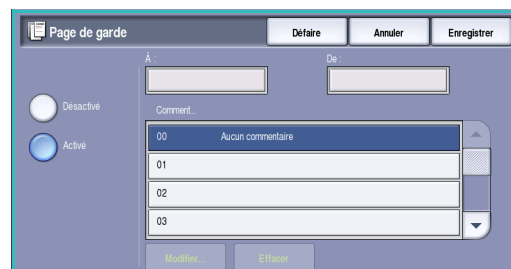 Page de garde
Défaire
Annuler
Enregistrer
À :
De :
Désactivé
Activé
Comment...
00 Aucun commentaire
01
02
03
Modifier...
Effacer